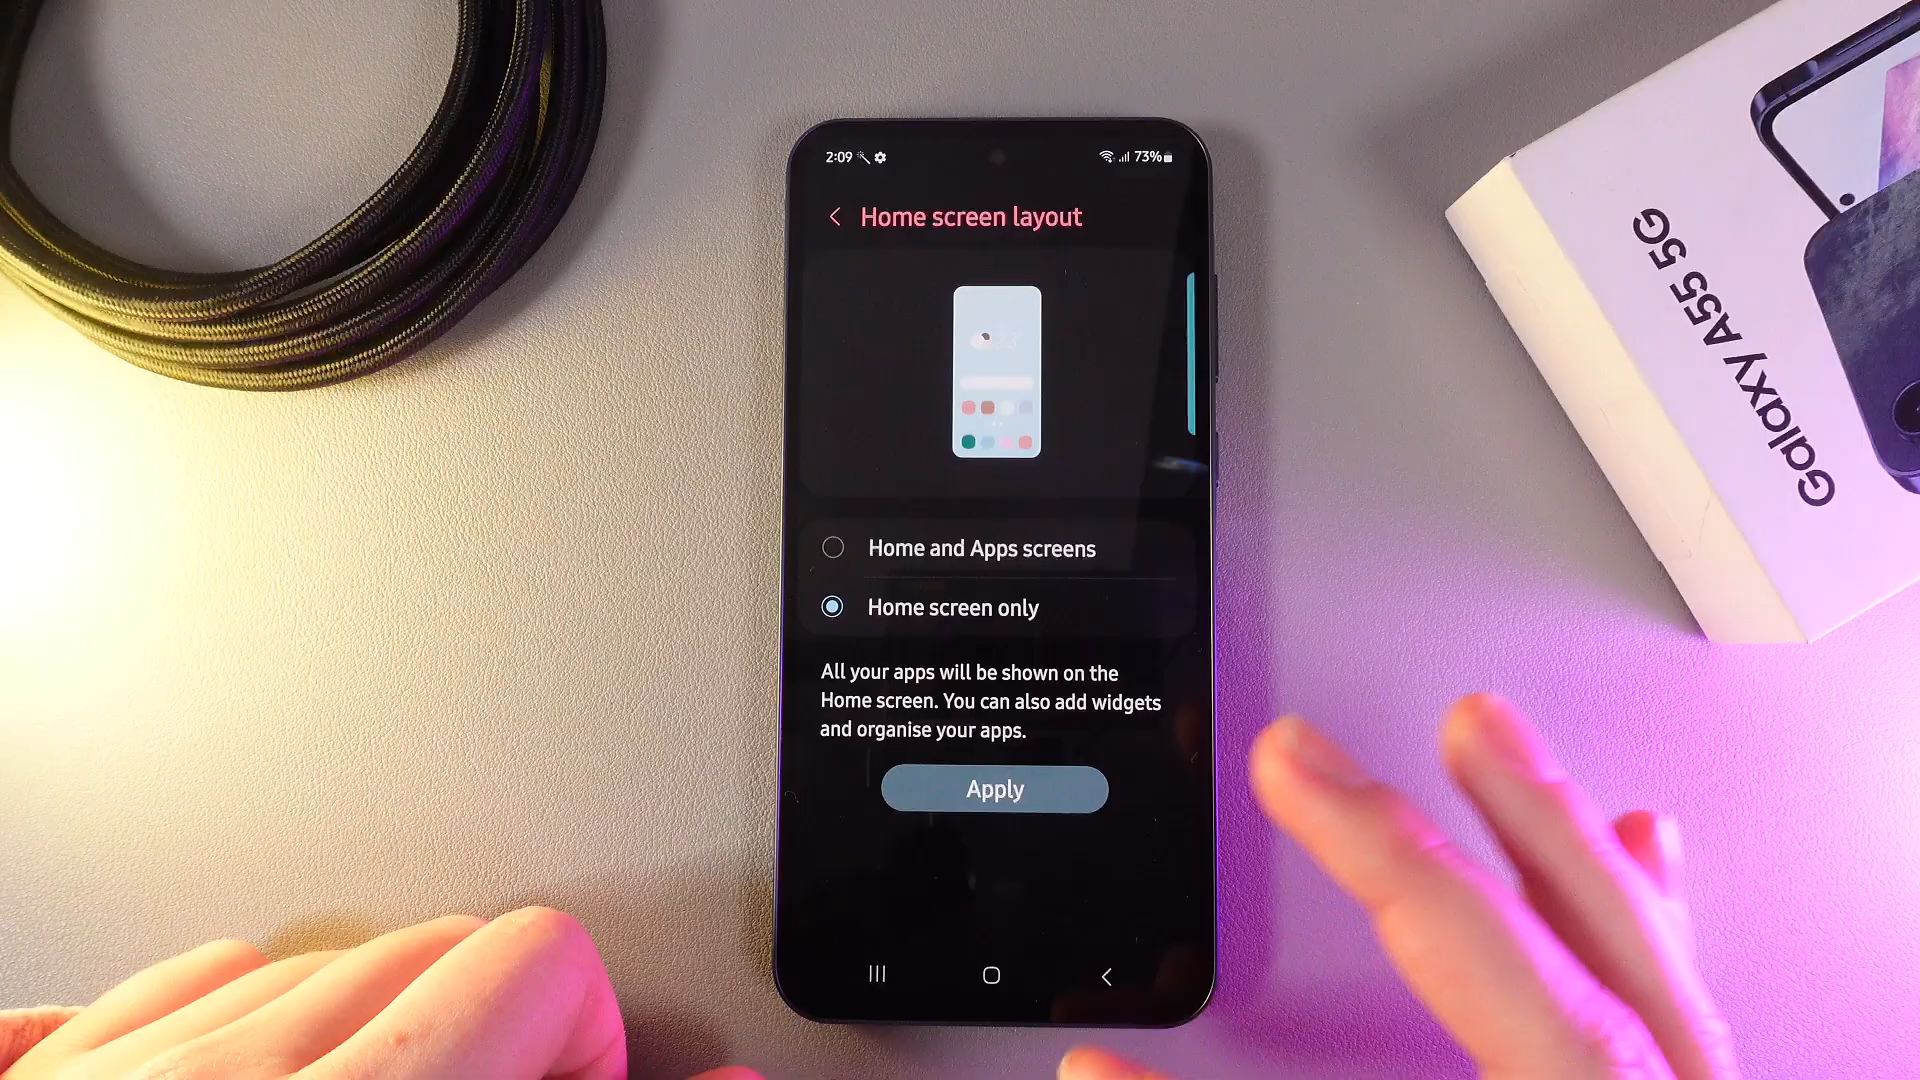 2:09
73%
Home screen layout
Home and Apps screens
Home screen only
All your apps will be shown on the
Home screen. You can also add widgets
and organise your apps.
Apply
Galaxy A55 5G